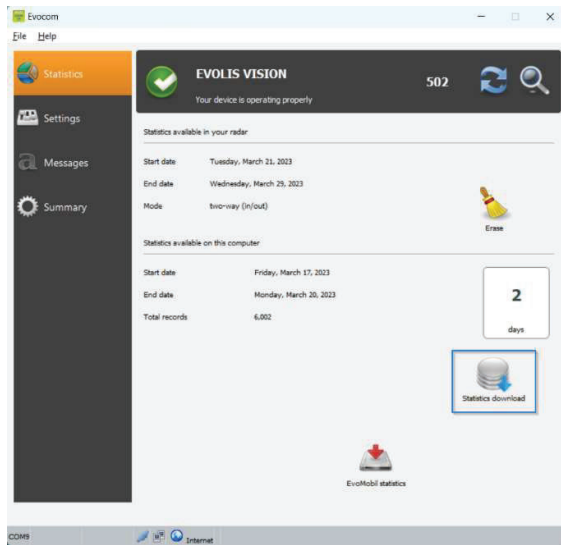 Evocom
File Help
Statistics
Settings
Messages
Summary
EVOLIS VISION
502
Your device is operating properly
Statistics available in your radar
Start date Tuesday, March 21, 2023
End date Wednesday, March 29, 2023
Mode two-way (in/out)
Erase
Statistics available on this computer
Start date Friday, March 17, 2023
End date Monday, March 20, 2023
Total records 6,002
2
days
Statistics download
EvoMobil statistics
COM9 Internet